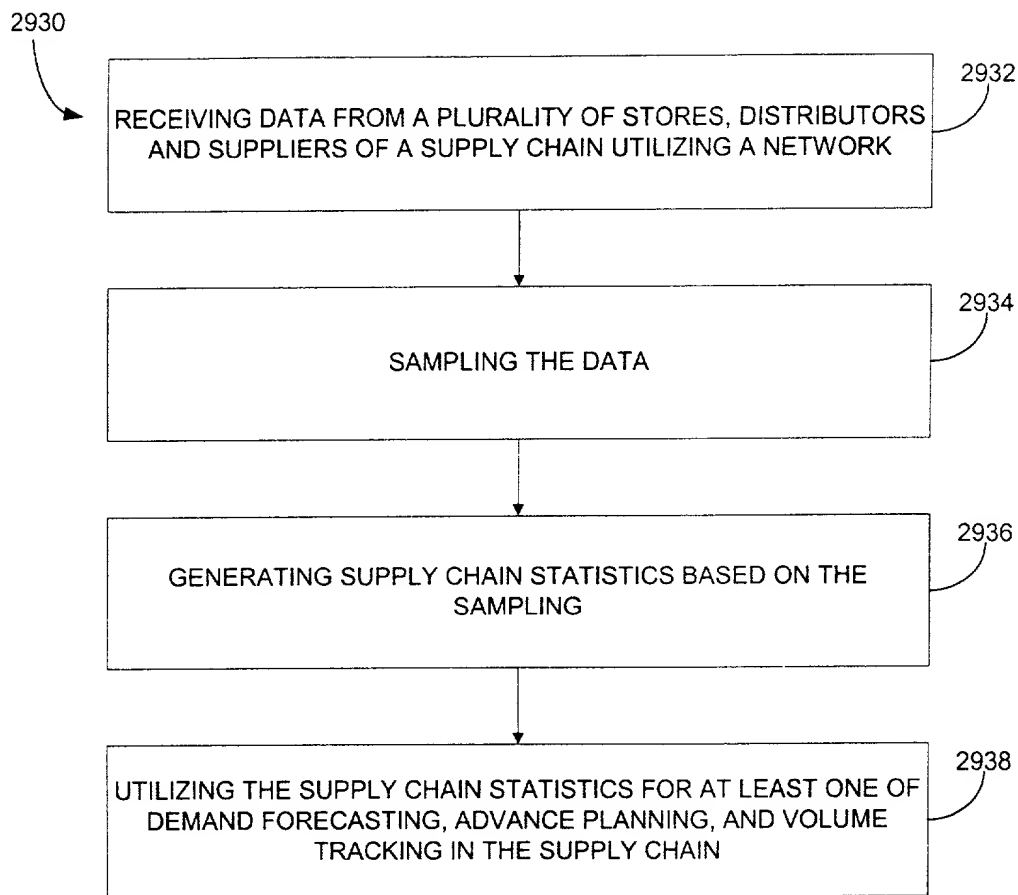 2930
2932
RECEIVING DATA FROM A PLURALITY OF STORES, DISTRIBUTORS
AND SUPPLIERS OF A SUPPLY CHAIN UTILIZING A NETWORK
2934
SAMPLING THE DATA
2936
GENERATING SUPPLY CHAIN STATISTICS BASED ON THE
SAMPLING
2938
UTILIZING THE SUPPLY CHAIN STATISTICS FOR AT LEAST ONE OF
DEMAND FORECASTING, ADVANCE PLANNING, AND VOLUME
TRACKING IN THE SUPPLY CHAIN